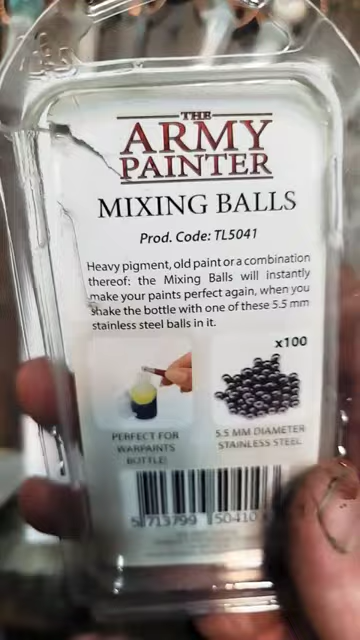 THE
ARMY
PAINTER
MIXING BALLS
Prod. Code: TL5041
Heavy pigment, old paint or a combination
thereof: the Mixing Balls will instantly
make your paints perfect again, when you
shake the bottle with one of these 5.5 mm
stainless steel balls in it.
x100
PERFECT FOR
WARPAINTS
BOTTLE!
5.5 MM DIAMETER
STAINLESS STEEL
5 713799 50410